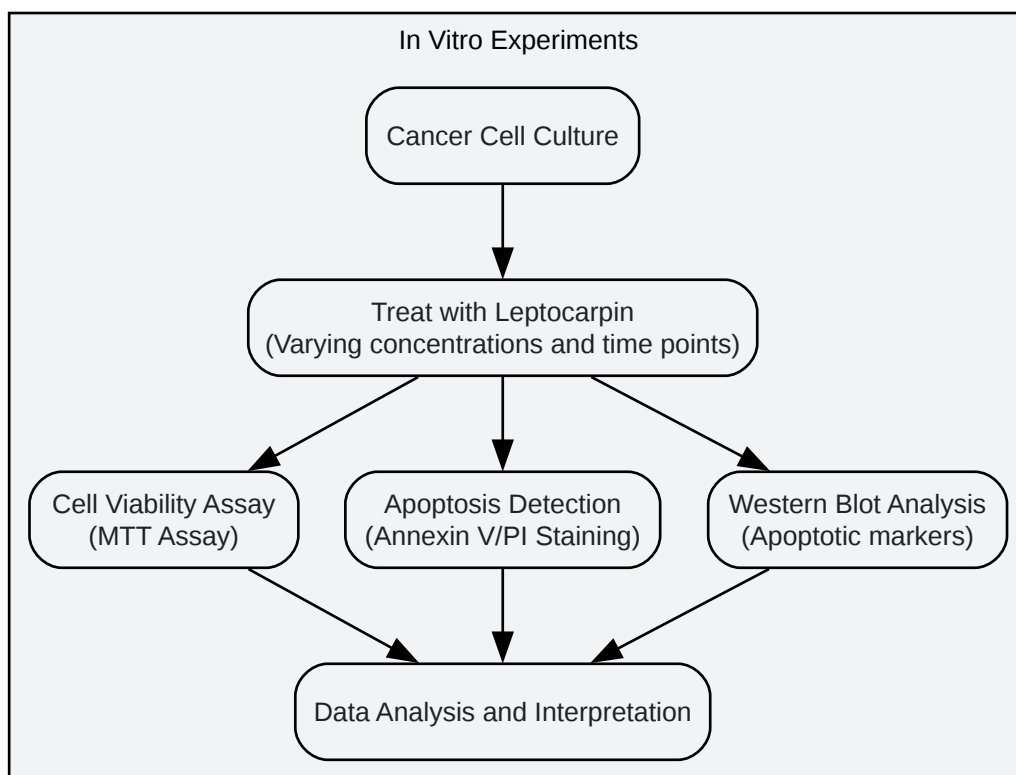 In Vitro Experiments
Cancer Cell Culture
Treat with Leptocarpin
(Varying concentrations and time points)
Cell Viability Assay
(MTT Assay)
Apoptosis Detection
(Annexin V/PI Staining)
Western Blot Analysis
(Apoptotic markers)
Data Analysis and Interpretation